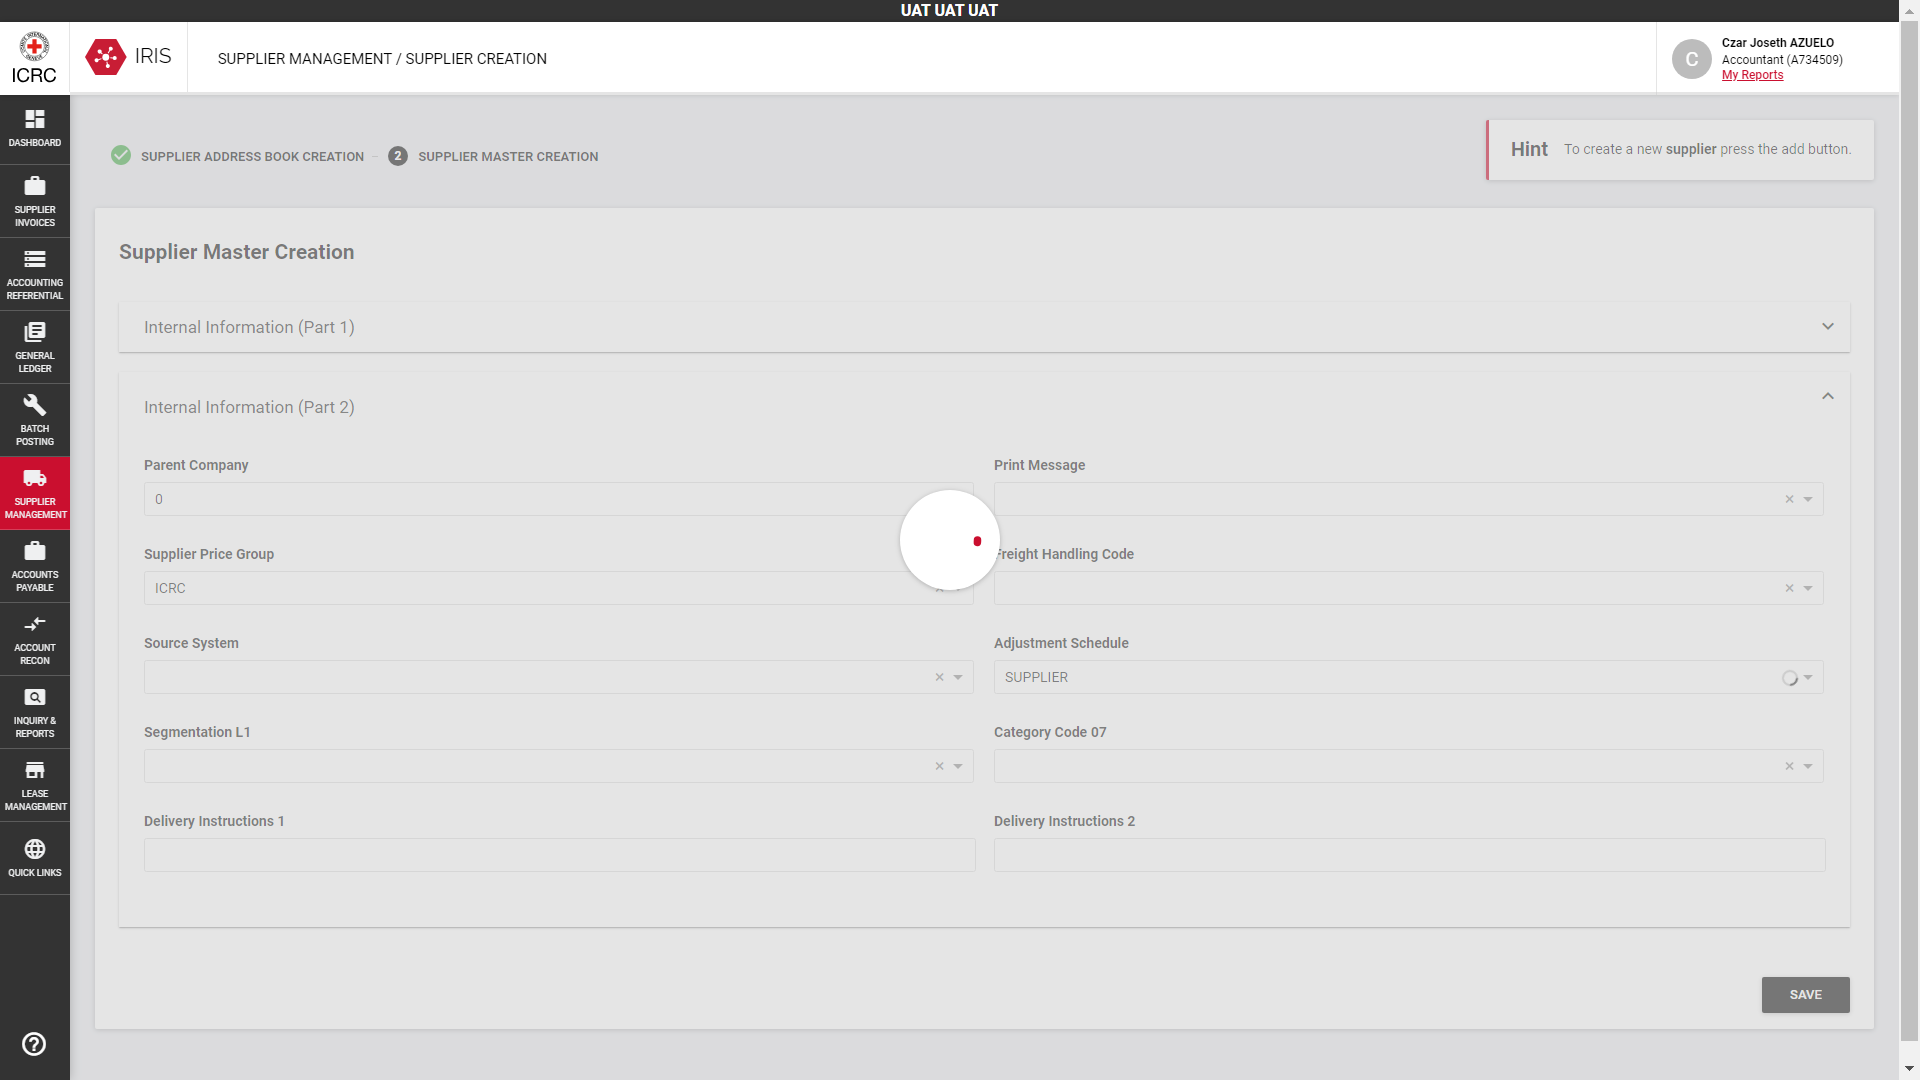 UAT UAT UAT
ICRC
IRIS
SUPPLIER MANAGEMENT / SUPPLIER CREATION
C
Czar Joseth AZUELO
Accountant (A734509)
My Reports
DASHBOARD
SUPPLIER
INVOICES
ACCOUNTING
REFERENTIAL
GENERAL
LEDGER
BATCH
POSTING
SUPPLIER
MANAGEMENT
ACCOUNTS
PAYABLE
ACCOUNT
RECON
INQUIRY &
REPORTS
LEASE
MANAGEMENT
QUICK LINKS
SUPPLIER ADDRESS BOOK CREATION
2 SUPPLIER MASTER CREATION
Hint To create a new supplier press the add button.
Supplier Master Creation
Internal Information (Part 1)
Internal Information (Part 2)
Parent Company
0
Print Message
Supplier Price Group
ICRC
Freight Handling Code
Source System
Adjustment Schedule
SUPPLIER
Segmentation L1
Category Code 07
Delivery Instructions 1
Delivery Instructions 2
SAVE